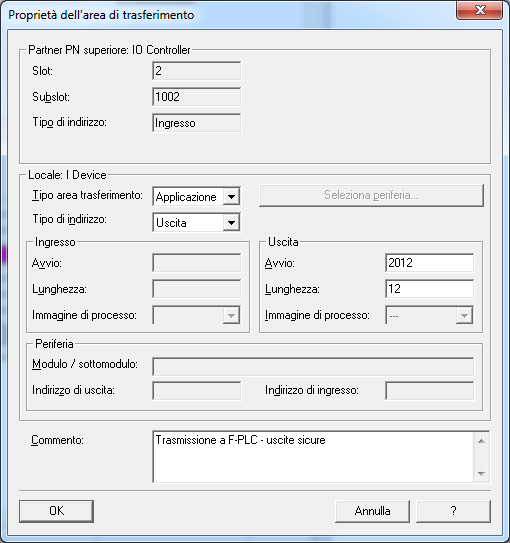 Proprietà dell'area di trasferimento
Partner PN superiore: IO Controller
Slot: 2
Subslot: 1002
Tipo di indirizzo: Ingresso
Locale: I Device
Tipo area trasferimento: Applicazione Seleziona periferia...
Tipo di indirizzo: Uscita
Ingresso
Avvio:
Lunghezza:
Immagine di processo:
Uscita
Avvio: 2012
Lunghezza: 12
Immagine di processo: ---
Periferia
Modulo / sottomodulo:
Indirizzo di uscita: Indirizzo di ingresso:
Commento: Trasmissione a F-PLC - uscite sicure
OK Annulla ?